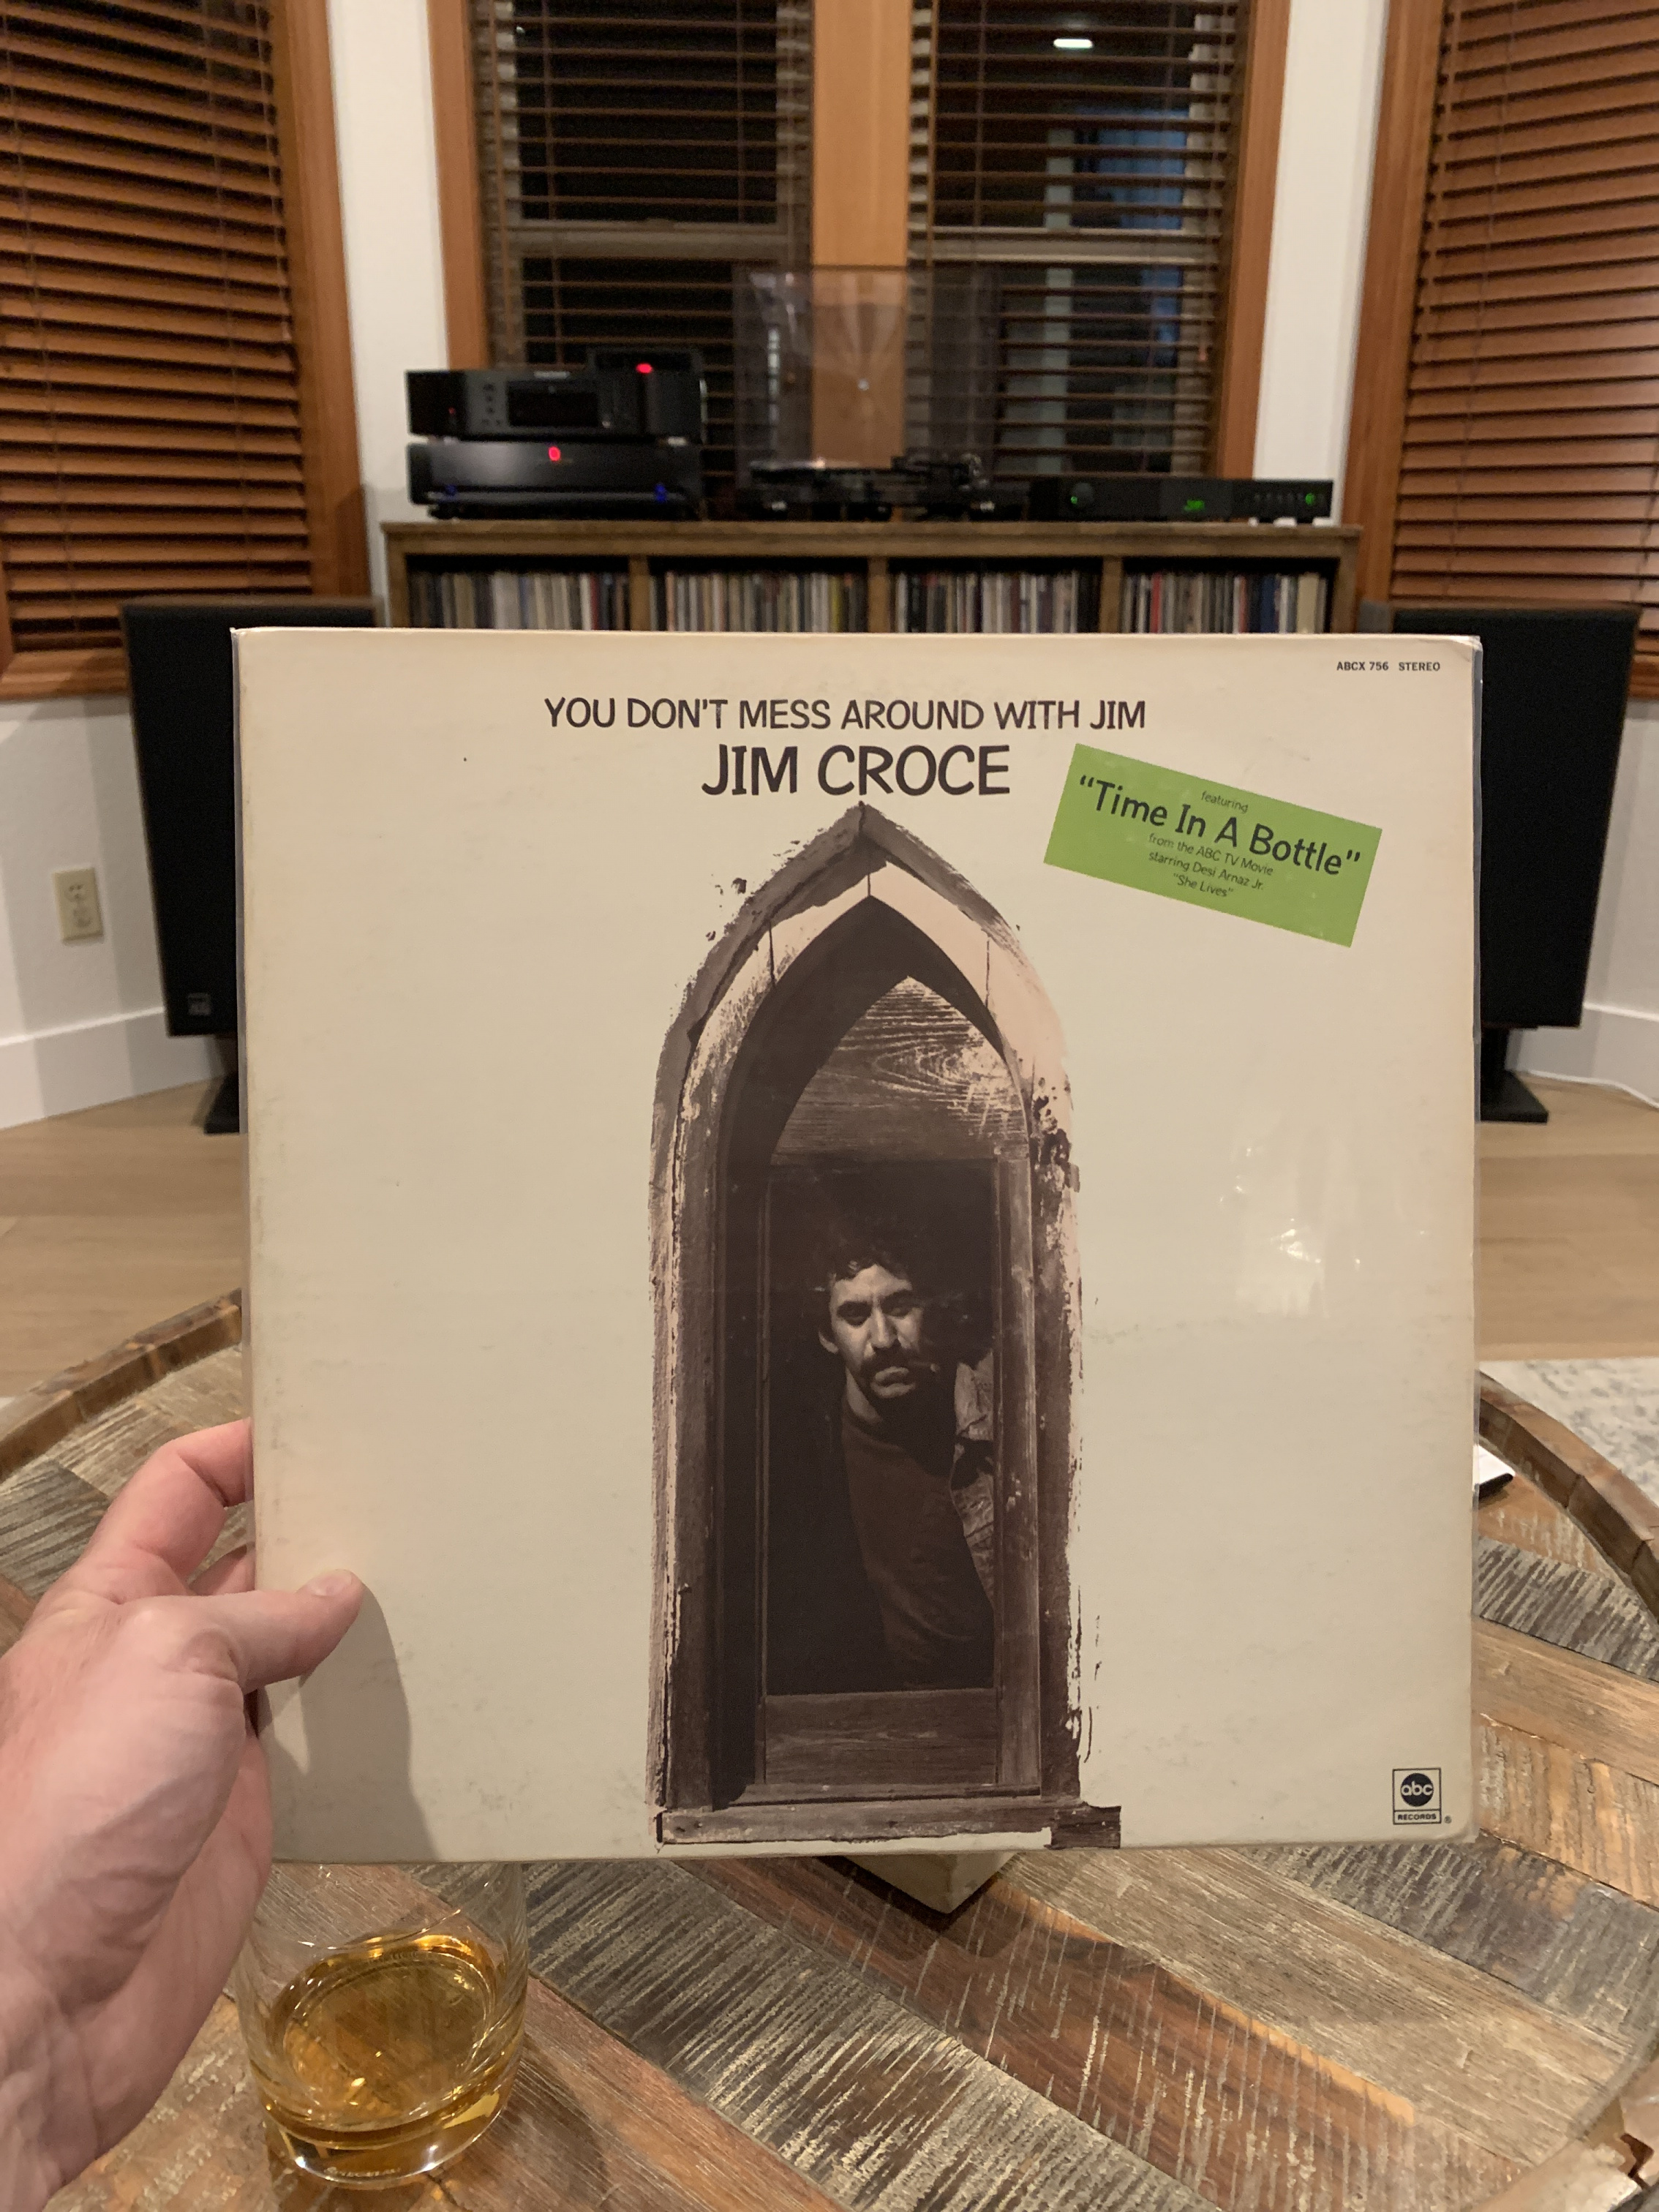 ABCX 756 STEREO
YOU DON'T MESS AROUND WITH JIM
JIM CROCE
featuring
"Time In A Bottle"
from the ABC TV Movie
starring Desi Arnaz Jr.
"She Lives"
abc
RECORDS ®